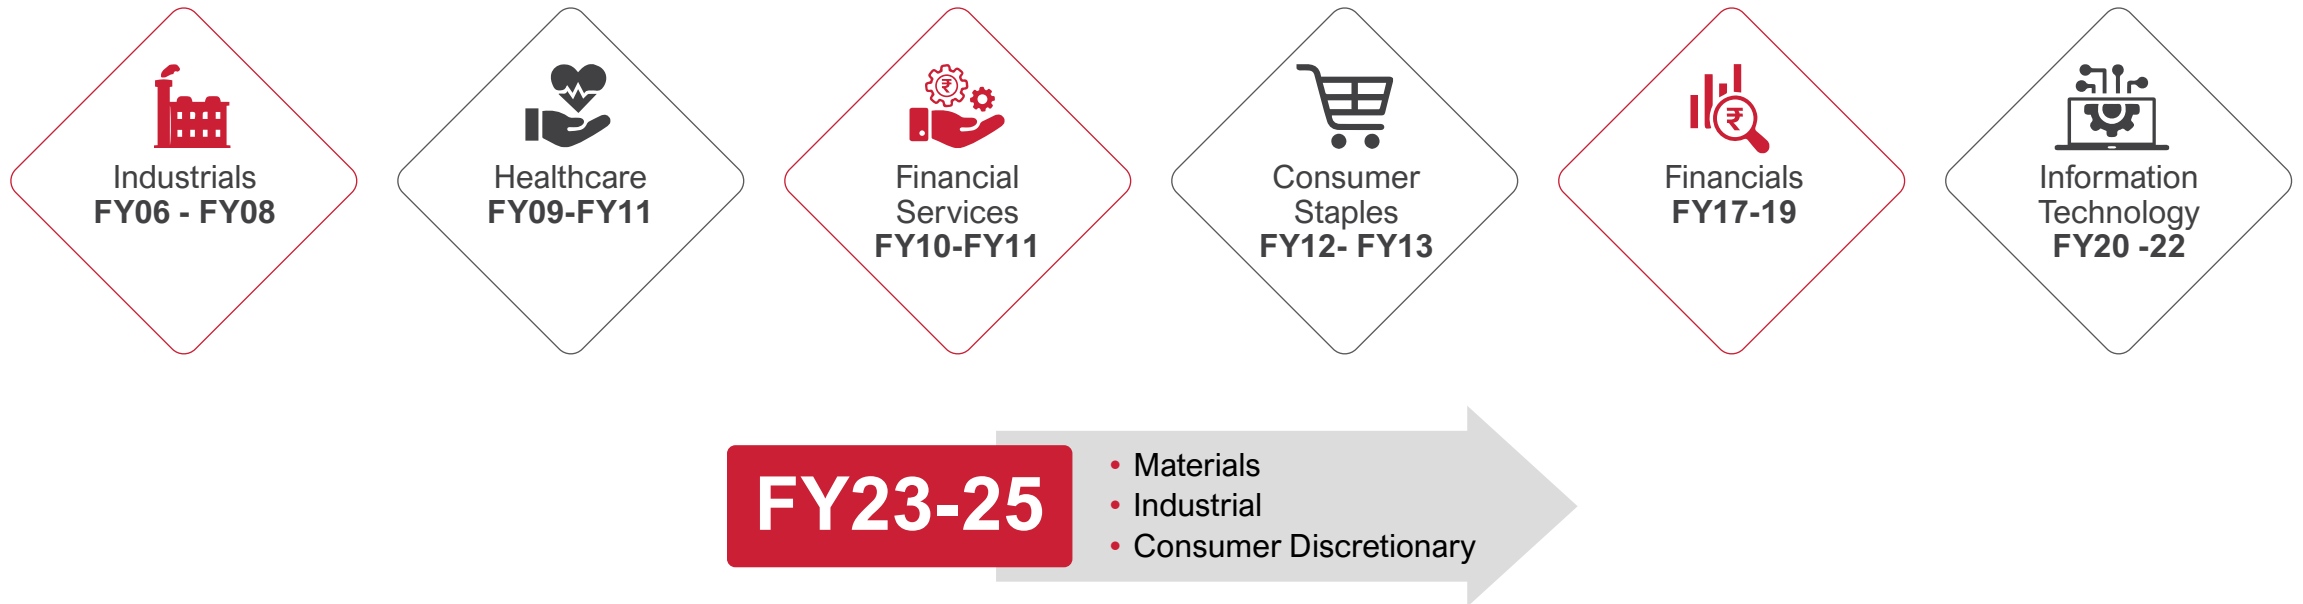 Industrials
FY06 - FY08
Healthcare
FY09-FY11
₹
Financial
Services
FY10-FY11
Consumer
Staples
FY12- FY13
₹
Financials
FY17-19
Information
Technology
FY20 -22
FY23-25
• Materials
• Industrial
• Consumer Discretionary